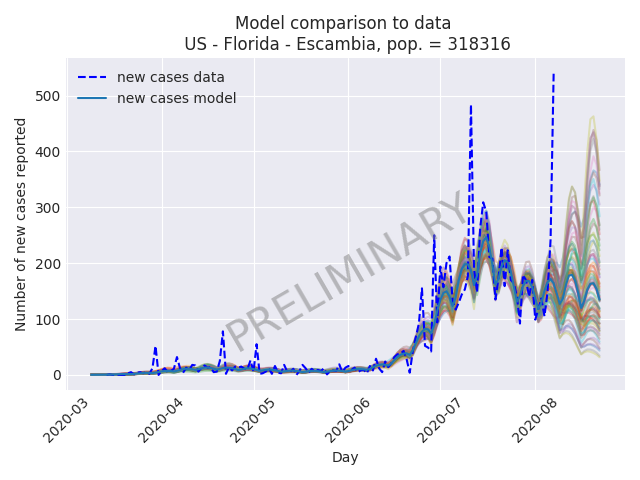 Model comparison to data
US - Florida - Escambia, pop. = 318316
new cases data
new cases model
Number of new cases reported
500
400
300
200
100
0
PRELIMINARY
2020-03
2020-04
2020-05
2020-06
2020-07
2020-08
Day